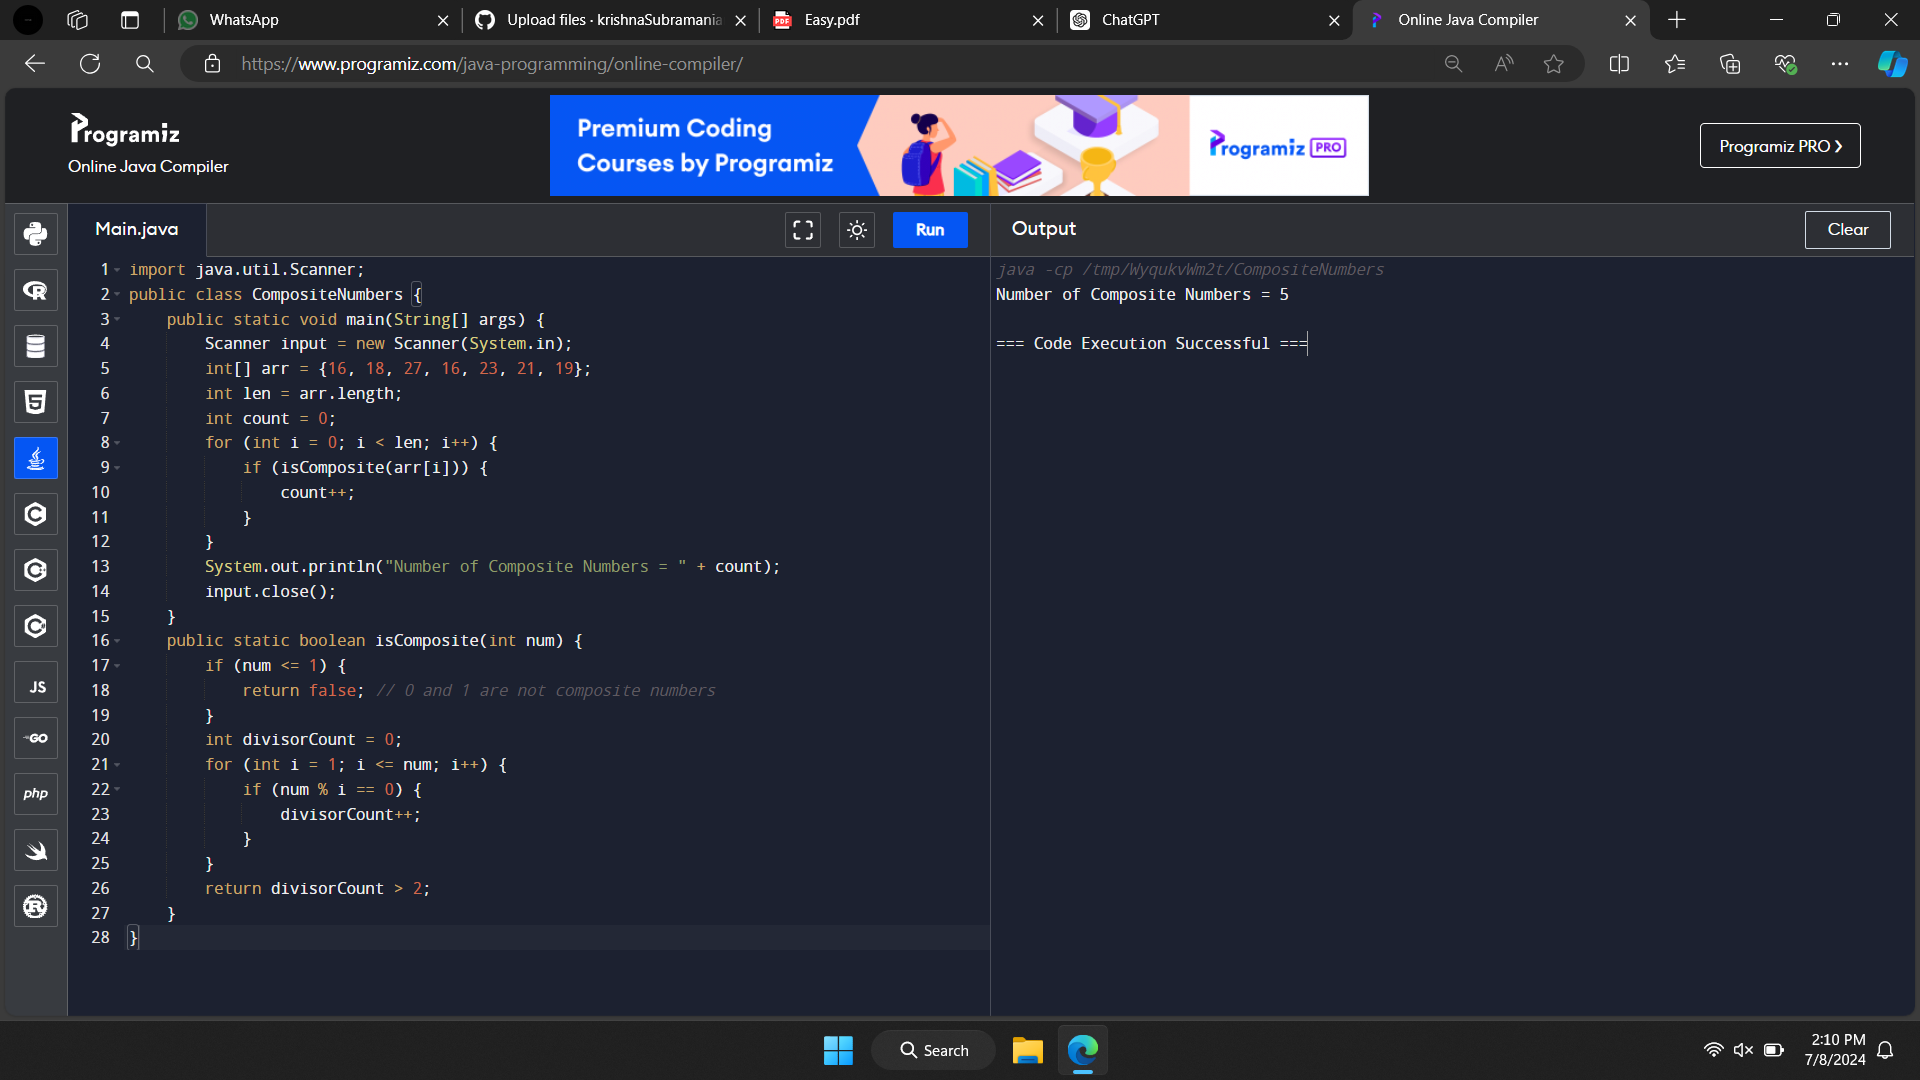 WhatsApp
Upload files · krishnaSubramania
Easy.pdf
ChatGPT
Online Java Compiler
https://www.programiz.com/java-programming/online-compiler/
Programiz
Online Java Compiler
Premium Coding
Courses by Programiz
Programiz PRO
Programiz PRO
Main.java
Run
Output
Clear
1 import java.util.Scanner;
2 public class CompositeNumbers {
3 public static void main(String[] args) {
4 Scanner input = new Scanner(System.in);
5 int[] arr = {16, 18, 27, 16, 23, 21, 19};
6 int len = arr.length;
7 int count = 0;
8 for (int i = 0; i < len; i++) {
9 if (isComposite(arr[i])) {
10 count++;
11 }
12 }
13 System.out.println("Number of Composite Numbers = " + count);
14 input.close();
15 }
16 public static boolean isComposite(int num) {
17 if (num <= 1) {
18 return false; // 0 and 1 are not composite numbers
19 }
20 int divisorCount = 0;
21 for (int i = 1; i <= num; i++) {
22 if (num % i == 0) {
23 divisorCount++;
24 }
25 }
26 return divisorCount > 2;
27 }
28 }
java -cp /tmp/WyqukvWm2t/CompositeNumbers
Number of Composite Numbers = 5
=== Code Execution Successful ===
JS
GO
php
Search
2:10 PM
7/8/2024